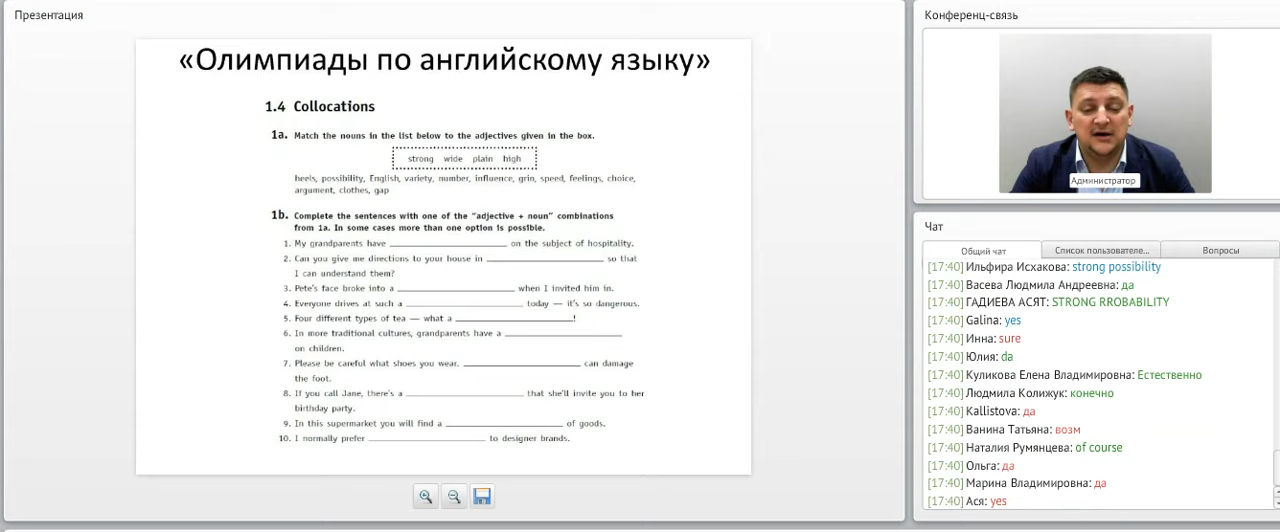 Презентация
«Олимпиады по английскому языку»
1.4 Collocations
1a. Match the nouns in the list below to the adjectives given in the box.
strong wide plain high
heels, possibility, English, variety, number, influence, grin, speed, feelings, choice,
argument, clothes, gap
1b. Complete the sentences with one of the "adjective + noun" combinations
from 1a. In some cases more than one option is possible.
1. My grandparents have ____________ on the subject of hospitality.
2. Can you give me directions to your house in ____________ so that
I can understand them?
3. Pete's face broke into a ____________ when I invited him in.
4. Everyone drives at such a ____________ today — it's so dangerous.
5. Four different types of tea — what a ____________!
6. In more traditional cultures, grandparents have a ____________
on children.
7. Please be careful what shoes you wear. ____________ can damage
the foot.
8. If you call Jane, there's a ____________ that she'll invite you to her
birthday party.
9. In this supermarket you will find a ____________ of goods.
10. I normally prefer ____________ to designer brands.
Конференц-связь
Администратор
Чат
Общий чат
Список пользователе...
Вопросы
[17:40] Ильфира Исхакова: strong possibility
[17:40] Васева Людмила Андреевна: да
[17:40] ГАДИЕВА АСЯТ: STRONG RROBABILITY
[17:40] Galina: yes
[17:40] Инна: sure
[17:40] Юлия: da
[17:40] Куликова Елена Владимировна: Естественно
[17:40] Людмила Колижук: конечно
[17:40] Kallistova: да
[17:40] Ванина Татьяна: возм
[17:40] Наталия Румянцева: of course
[17:40] Ольга: да
[17:40] Марина Владимировна: да
[17:40] Ася: yes